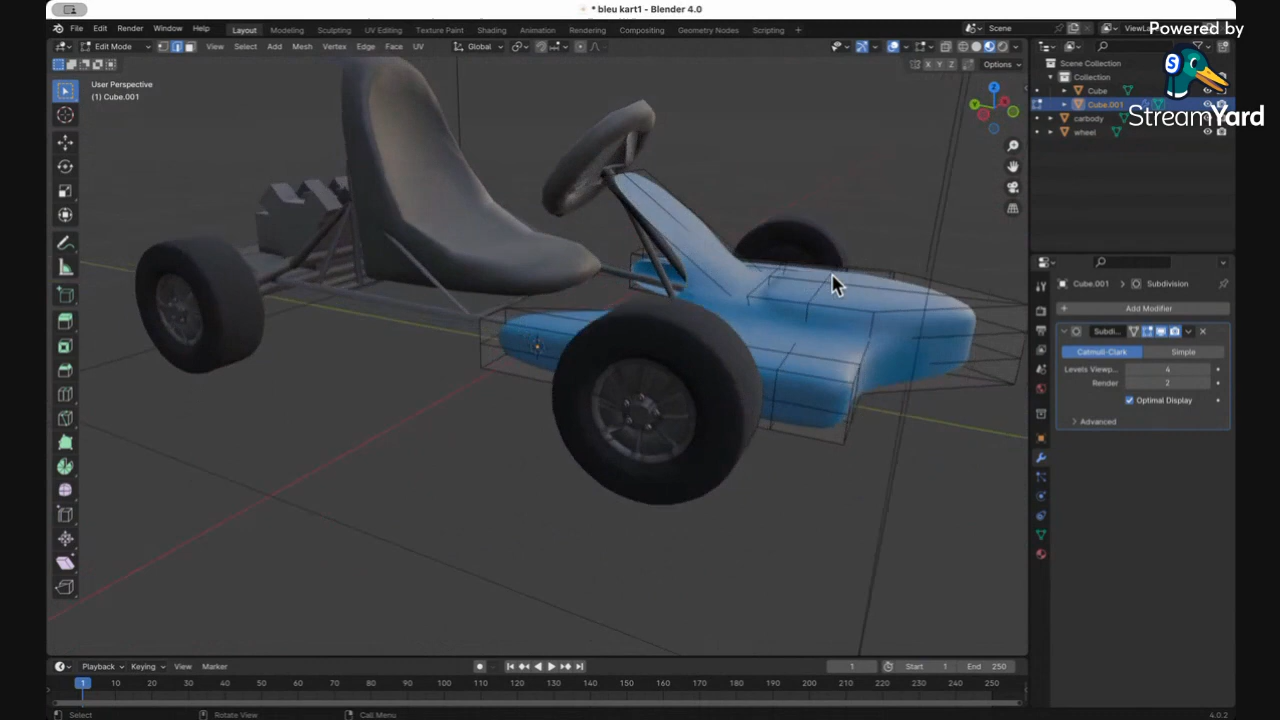 * bleu kart1 - Blender 4.0
Powered by
StreamYard
File Edit Render Window Help
Layout Modeling Sculpting UV Editing Texture Paint Shading Animation Rendering Compositing Geometry Nodes Scripting +
Scene
ViewLa
Edit Mode View Select Add Mesh Vertex Edge Face UV
Global
X Y Z Options
User Perspective
(1) Cube.001
Scene Collection
Collection
Cube
Cube.001
carbody
wheel
Cube.001 > Subdivision
Add Modifier
Subdi...
Catmull-Clark Simple
Levels Viewp... 4
Render 2
Optimal Display
Advanced
Playback Keying View Marker
1 Start 1 End 250
1 10 20 30 40 50 60 70 80 90 100 110 120 130 140 150 160 170 180 190 200 210 220 230 240 250
Select Rotate View Call Menu 4.0.2